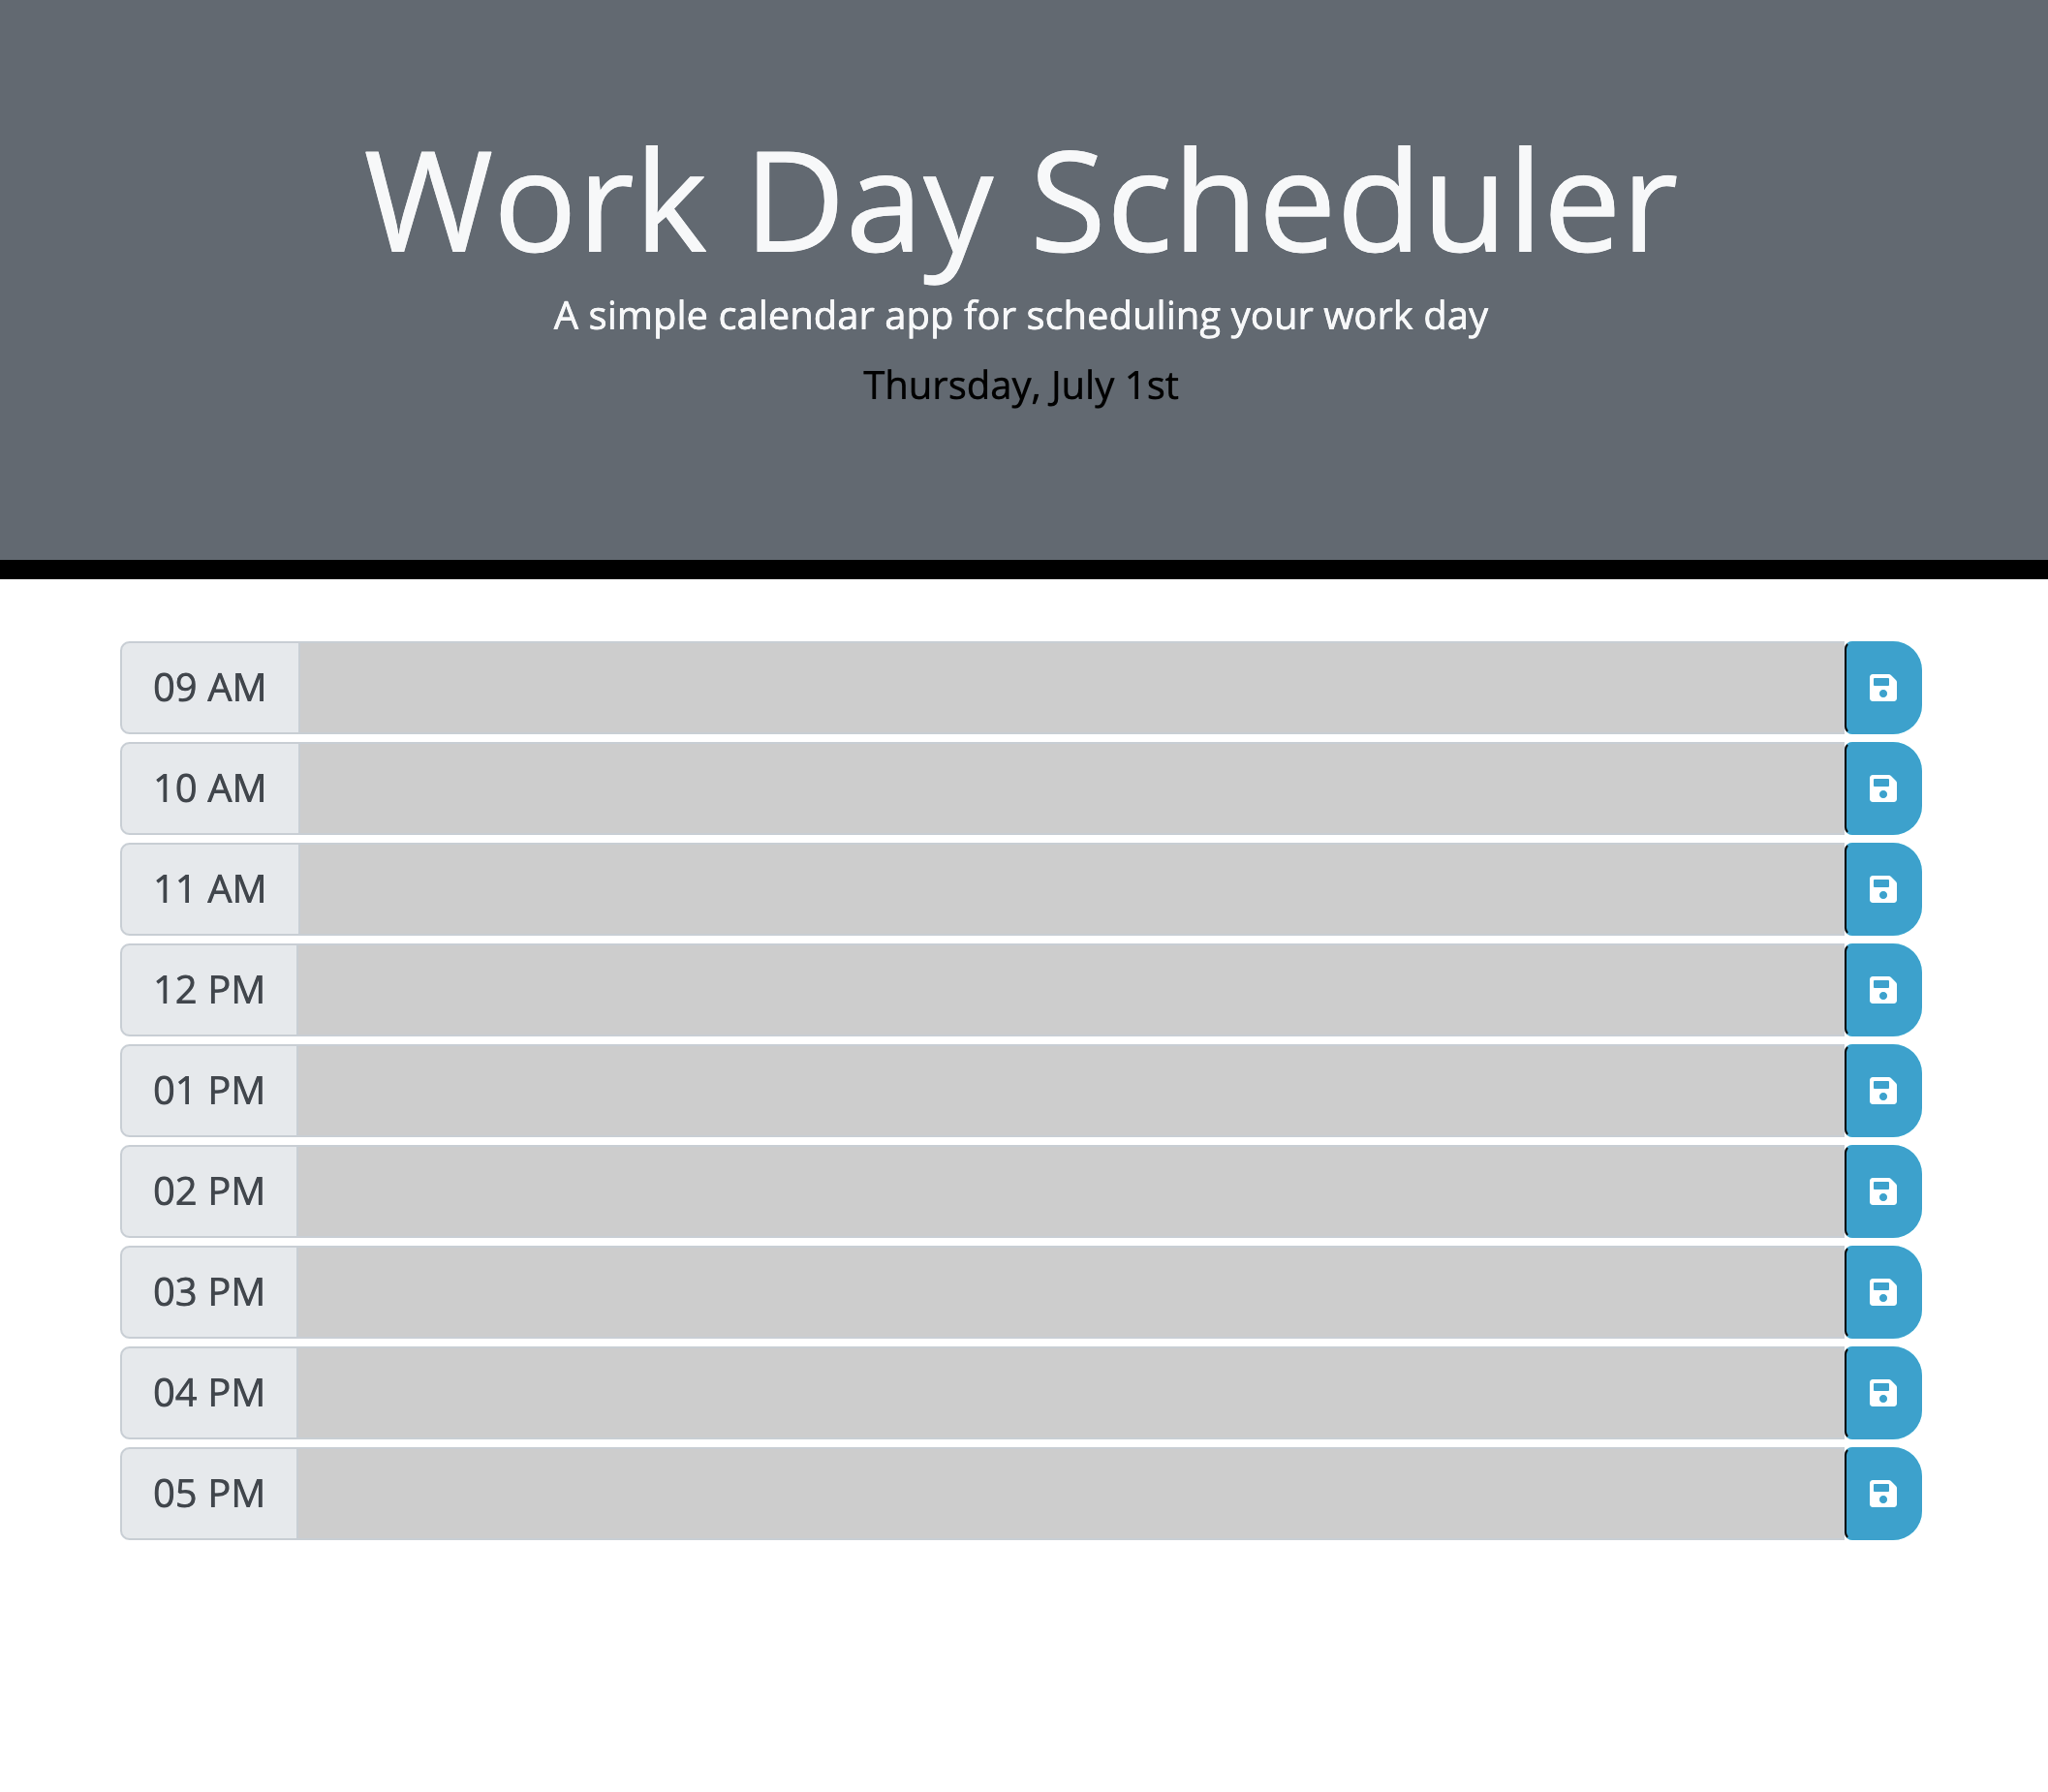 Work Day Scheduler
A simple calendar app for scheduling your work day
Thursday, July 1st
09 AM
10 AM
11 AM
12 PM
01 PM
02 PM
03 PM
04 PM
05 PM